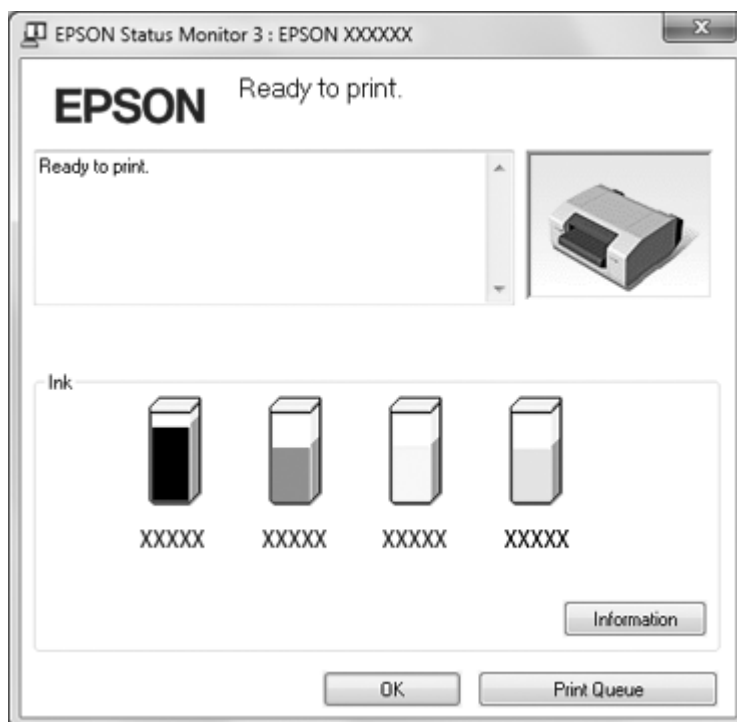 EPSON Status Monitor 3 : EPSON XXXXXX
EPSON
Ready to print.
Ready to print.
Ink
XXXXX XXXXX XXXXX XXXXX
Information
OK Print Queue